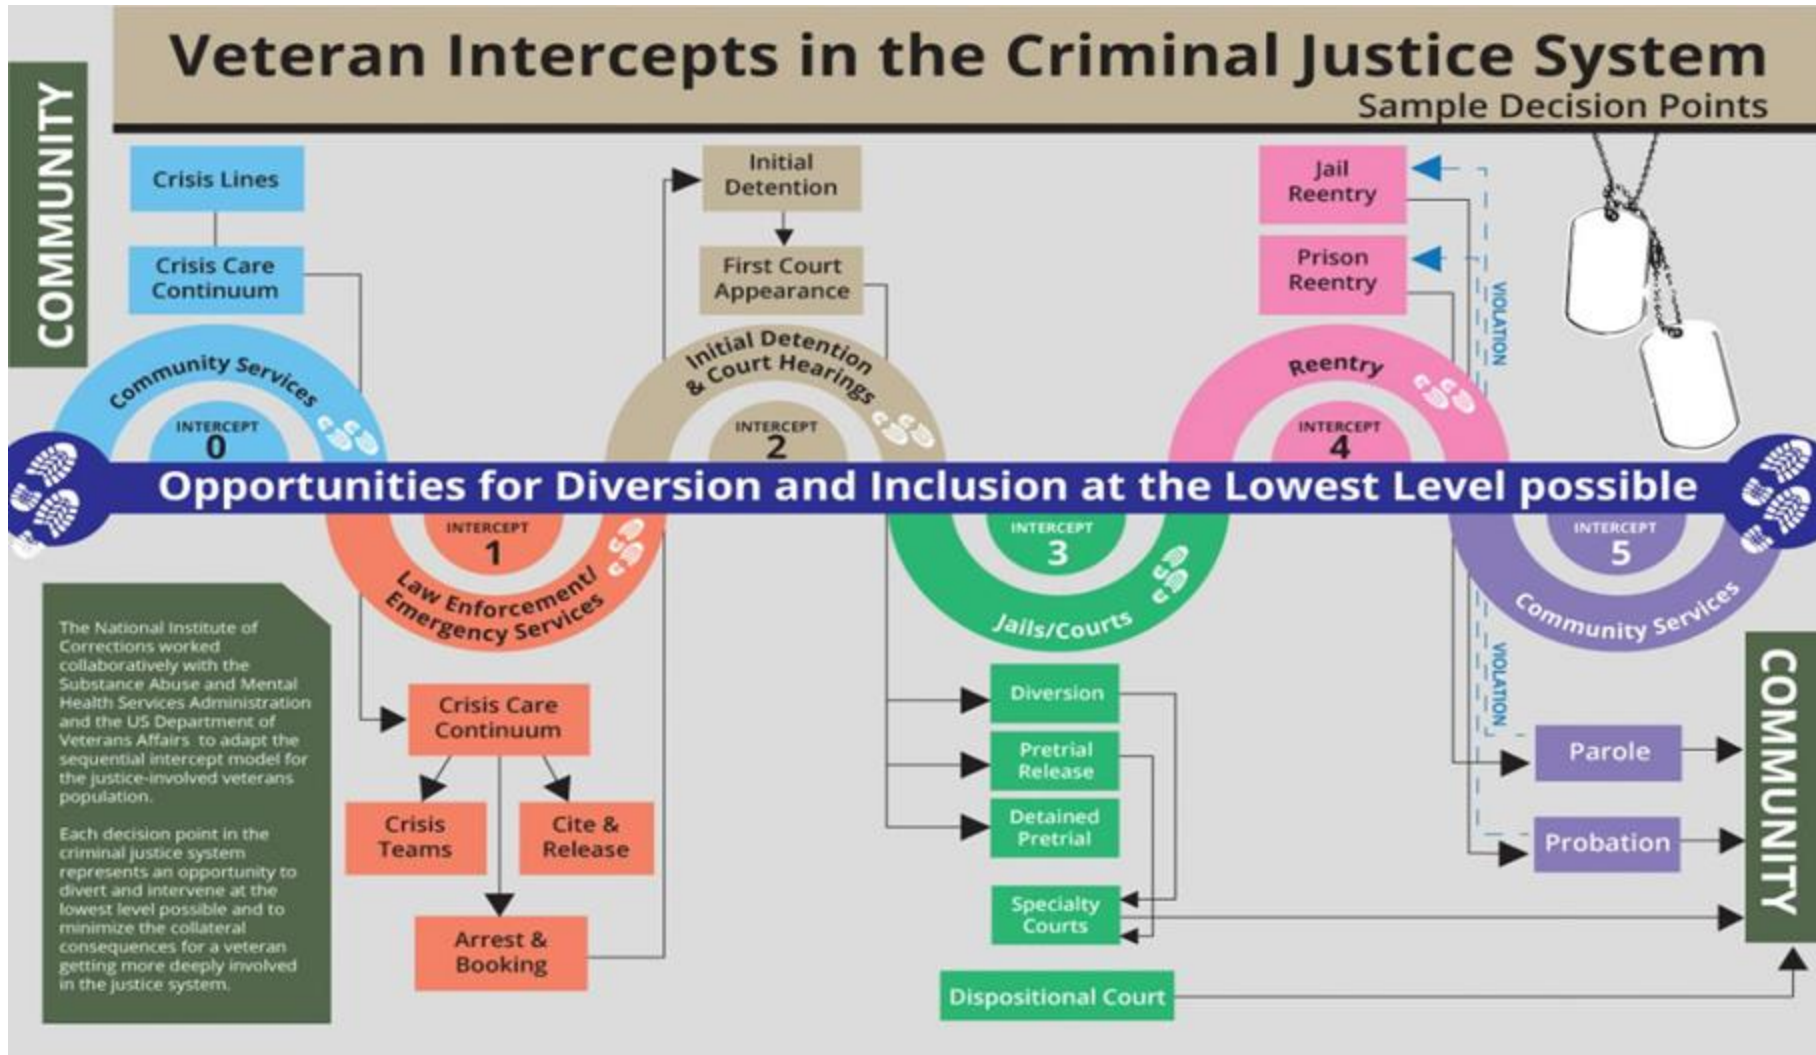 Veteran Intercepts in the Criminal Justice System
Sample Decision Points
COMMUNITY
Crisis Lines
Crisis Care
Continuum
Community Services
INTERCEPT
0
Initial
Detention
First Court
Appearance
Initial Detention
& Court Hearings
INTERCEPT
2
Jail
Reentry
Prison
Reentry
VIOLATION
Reentry
INTERCEPT
4
Opportunities for Diversion and Inclusion at the Lowest Level possible
INTERCEPT
1
Law Enforcement/
Emergency Services
Crisis Care
Continuum
Crisis
Teams
Cite &
Release
Arrest &
Booking
INTERCEPT
3
Jails/Courts
Diversion
Pretrial
Release
Detained
Pretrial
Specialty
Courts
Dispositional Court
INTERCEPT
5
Community Services
VIOLATION
Parole
Probation
COMMUNITY
The National Institute of
Corrections worked
collaboratively with the
Substance Abuse and Mental
Health Services Administration
and the US Department of
Veterans Affairs to adapt the
sequential intercept model for
the justice-involved veterans
population.
Each decision point in the
criminal justice system
represents an opportunity to
divert and intervene at the
lowest level possible and to
minimize the collateral
consequences for a veteran
getting more deeply involved
in the justice system.